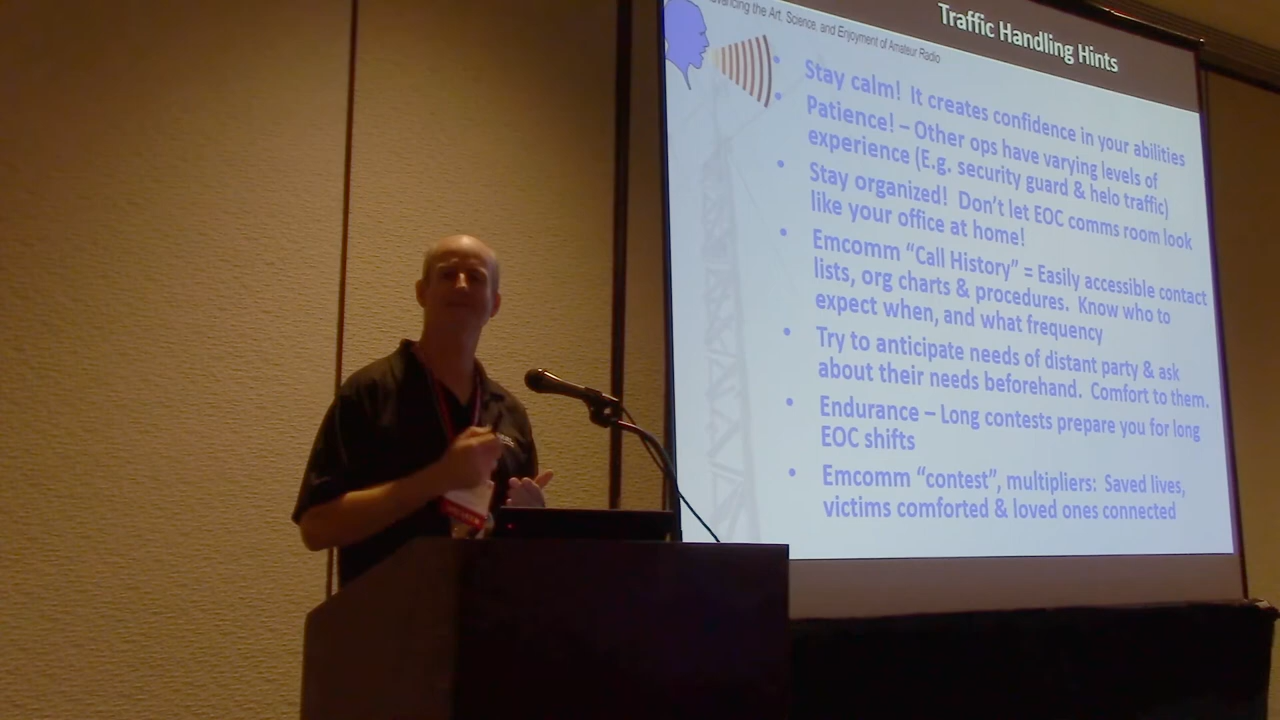 Advancing the Art, Science, and Enjoyment of Amateur Radio
Traffic Handling Hints
• Stay calm!  It creates confidence in your abilities
• Patience! – Other ops have varying levels of
experience (E.g. security guard & helo traffic)
• Stay organized!  Don't let EOC comms room look
like your office at home!
• Emcomm “Call History” = Easily accessible contact
lists, org charts & procedures.  Know who to
expect when, and what frequency
• Try to anticipate needs of distant party & ask
about their needs beforehand.  Comfort to them.
• Endurance – Long contests prepare you for long
EOC shifts
• Emcomm “contest”, multipliers:  Saved lives,
victims comforted & loved ones connected